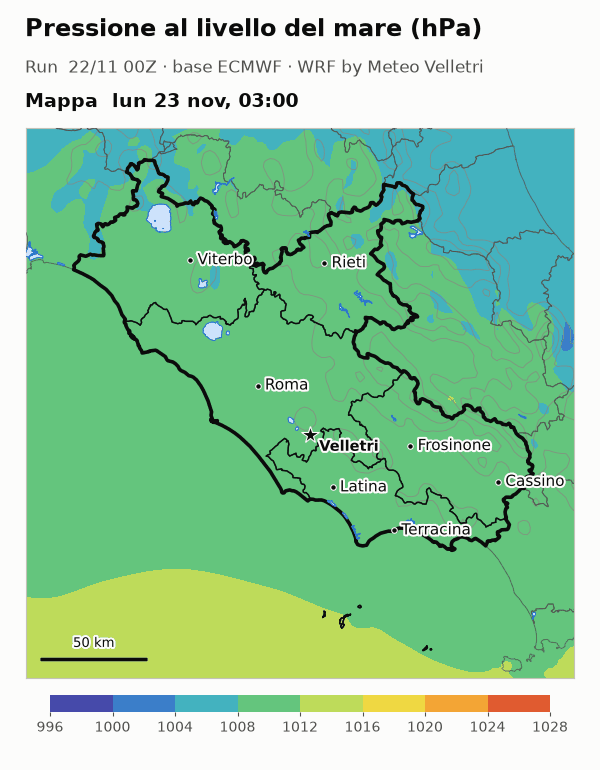 Pressione al livello del mare (hPa)
Run  22/11 00Z · base ECMWF · WRF by Meteo Velletri
Mappa  lun 23 nov, 03:00
Viterbo
Rieti
Roma
Velletri
Frosinone
Cassino
Latina
Terracina
50 km
996 1000 1004 1008 1012 1016 1020 1024 1028